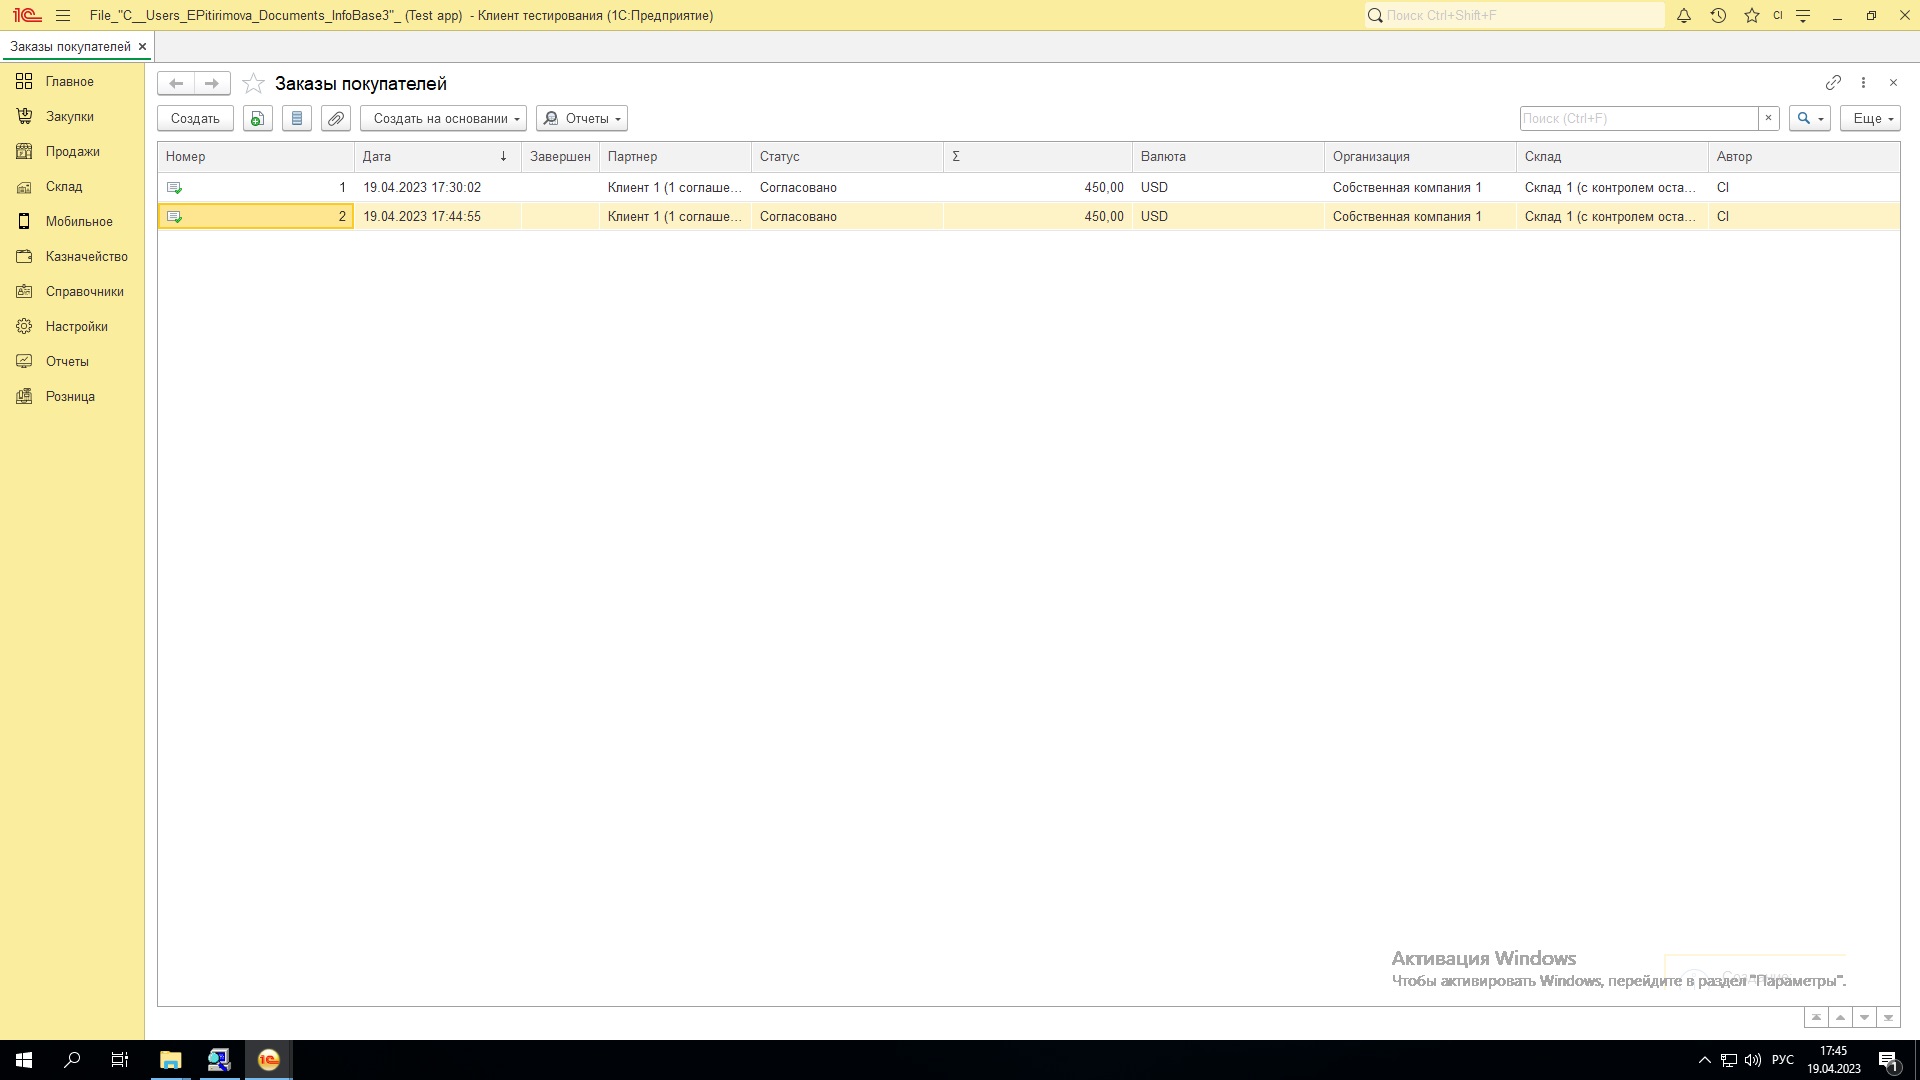 File_"C__Users_EPitirimova_Documents_InfoBase3"_ (Test app) - Клиент тестирования (1С:Предприятие)
Поиск Ctrl+Shift+F
CI
Заказы покупателей
Главное
Закупки
Продажи
Склад
Мобильное
Казначейство
Справочники
Настройки
Отчеты
Розница
Заказы покупателей
Создать
Создать на основании
Отчеты
Поиск (Ctrl+F)
Еще
Номер Дата Завершен Партнер Статус Σ Валюта Организация Склад Автор
1 19.04.2023 17:30:02 Клиент 1 (1 соглаше... Согласовано 450,00 USD Собственная компания 1 Склад 1 (с контролем оста... CI
2 19.04.2023 17:44:55 Клиент 1 (1 соглаше... Согласовано 450,00 USD Собственная компания 1 Склад 1 (с контролем оста... CI
Активация Windows
Чтобы активировать Windows, перейдите в раздел "Параметры".
РУС
17:45
19.04.2023
1